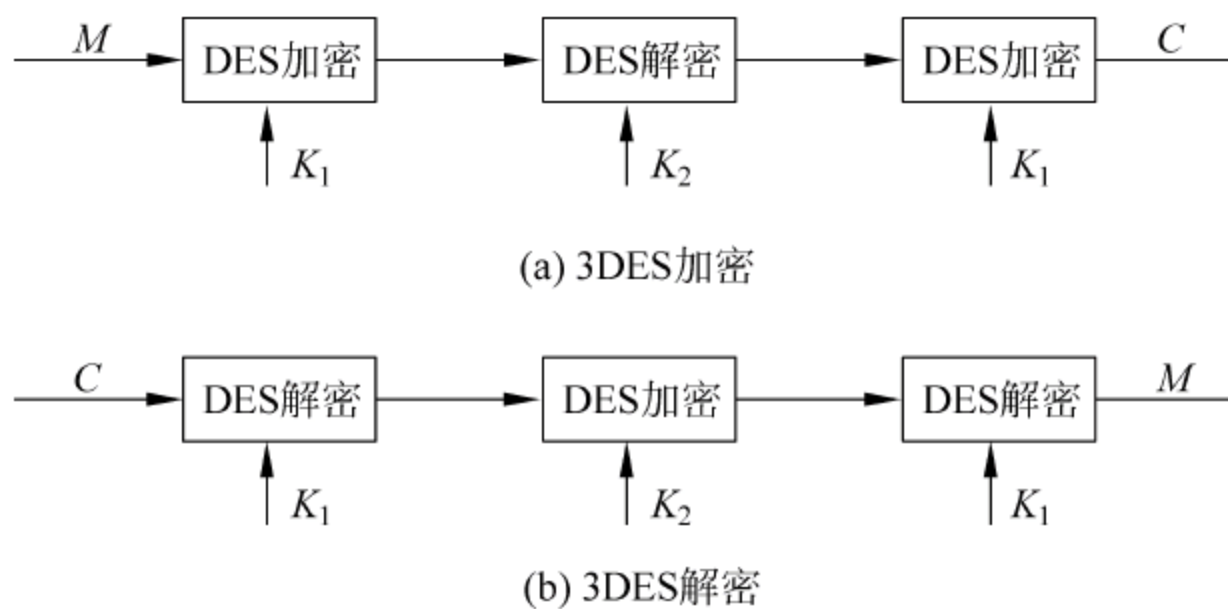 M DES加密 DES解密 DES加密 C
K₁ K₂ K₁
(a) 3DES加密
C DES解密 DES加密 DES解密 M
K₁ K₂ K₁
(b) 3DES解密